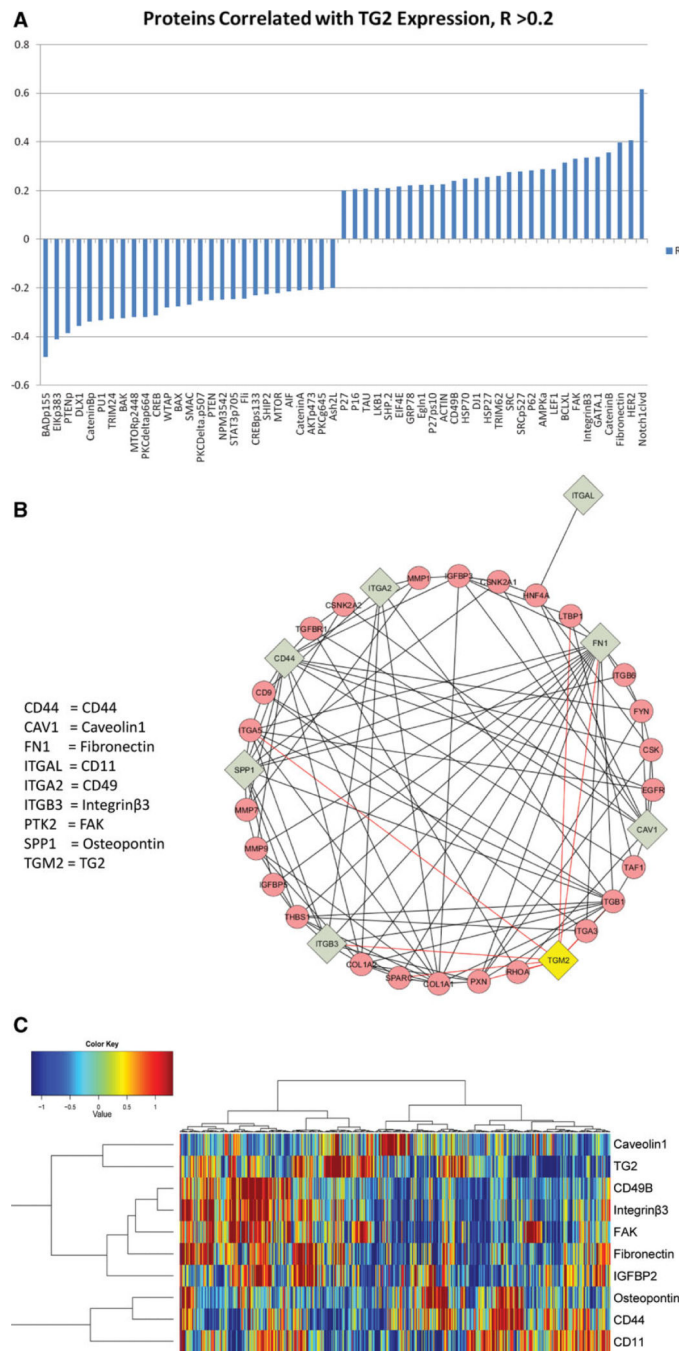 A
Proteins Correlated with TG2 Expression, R >0.2
0.8
0.6
0.4
0.2
0
-0.2
-0.4
-0.6
R
BADp155
ElKp383
PTENp
DLX1
CateninBp
PU1
TRIM24
BAK
MTORp2448
PKCdeltap664
CREB
WTAP
BAX
SMAC
PKCDelta.p507
PTEN
NPM3542
STAT3p705
Fli
CREBps133
SHIP2
MTOR
AIF
CateninA
AKTp473
PKCg645
Ash2L
P27
P16
TAU
LKB1
SHP.2
EIF4E
GRP78
Egln1
P27ps10
ACTIN
CD49B
HSP70
DJ1
HSP27
TRIM62
SRC
SRCp527
P62
AMPKa
LEF1
BCLXL
FAK
IntegrinB3
GATA.1
CateninB
Fibronectin
HER2
Notch1clvd
B
ITGAL
ITGA2
MMP1
IGFBP2
CSNK2A1
HNF4A
CSNK2A2
LTBP1
TGFBR1
FN1
CD44
ITGB6
CD9
FYN
ITGA5
CSK
SPP1
EGFR
MMP7
CAV1
MMP9
TAF1
IGFBP5
ITGB1
THBS1
ITGA3
ITGB3
TGM2
COL1A2
RHOA
SPARC
COL1A1
PXN
CD44 = CD44
CAV1 = Caveolin1
FN1 = Fibronectin
ITGAL = CD11
ITGA2 = CD49
ITGB3 = Integrinβ3
PTK2 = FAK
SPP1 = Osteopontin
TGM2 = TG2
C
Color Key
-1 -0.5 0 0.5 1
Value
Caveolin1
TG2
CD49B
Integrinβ3
FAK
Fibronectin
IGFBP2
Osteopontin
CD44
CD11